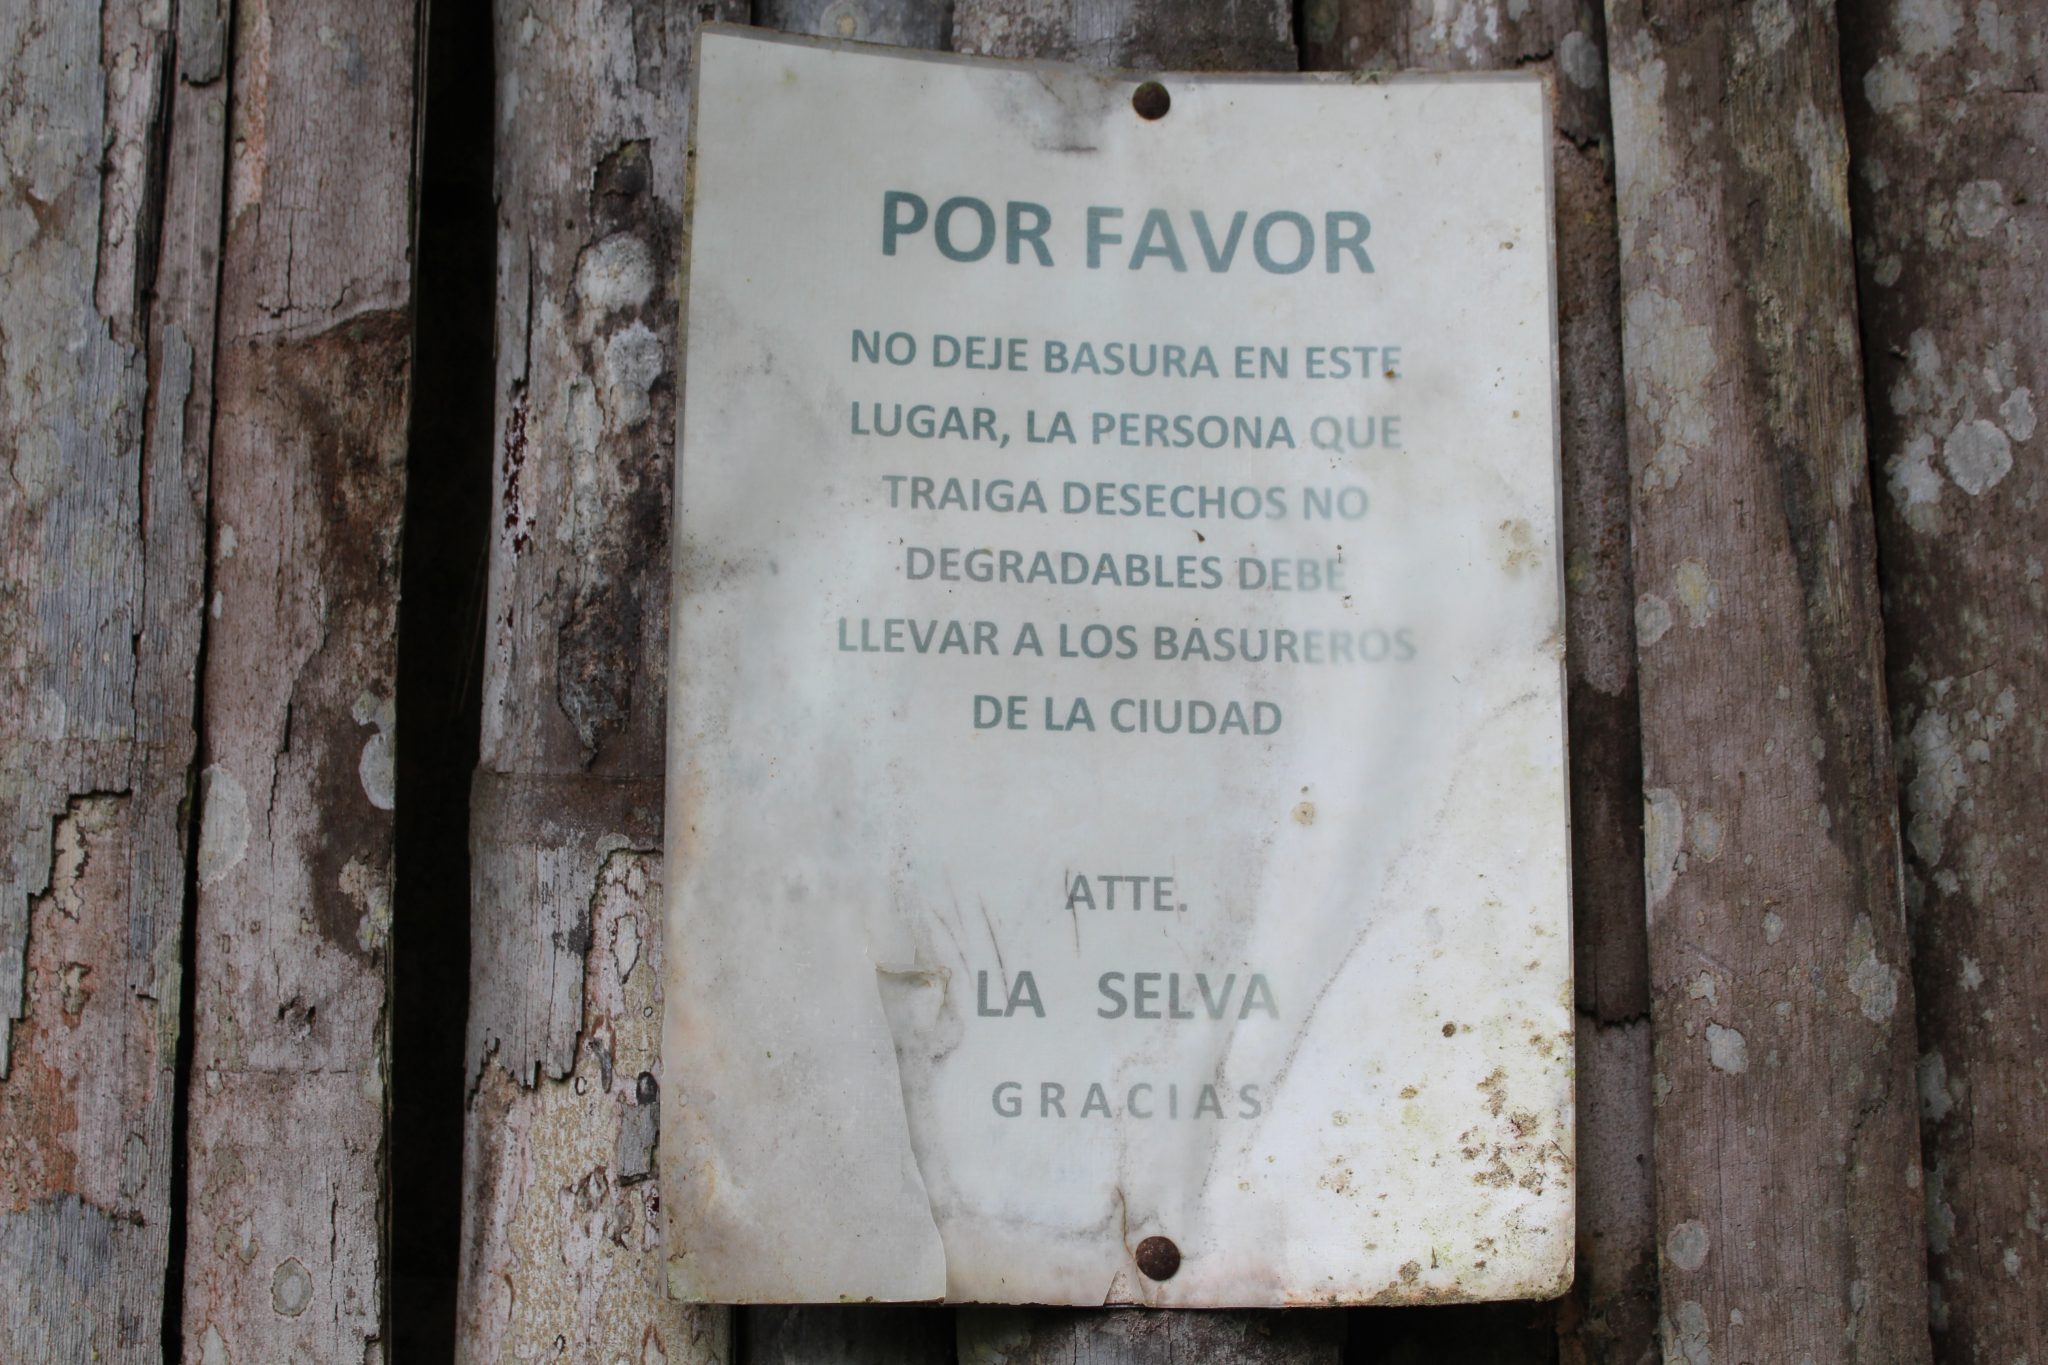 POR FAVOR
NO DEJE BASURA EN ESTE
LUGAR, LA PERSONA QUE
TRAIGA DESECHOS NO
DEGRADABLES DEBE
LLEVAR A LOS BASUREROS
DE LA CIUDAD
ATTE.
LA SELVA
GRACIAS